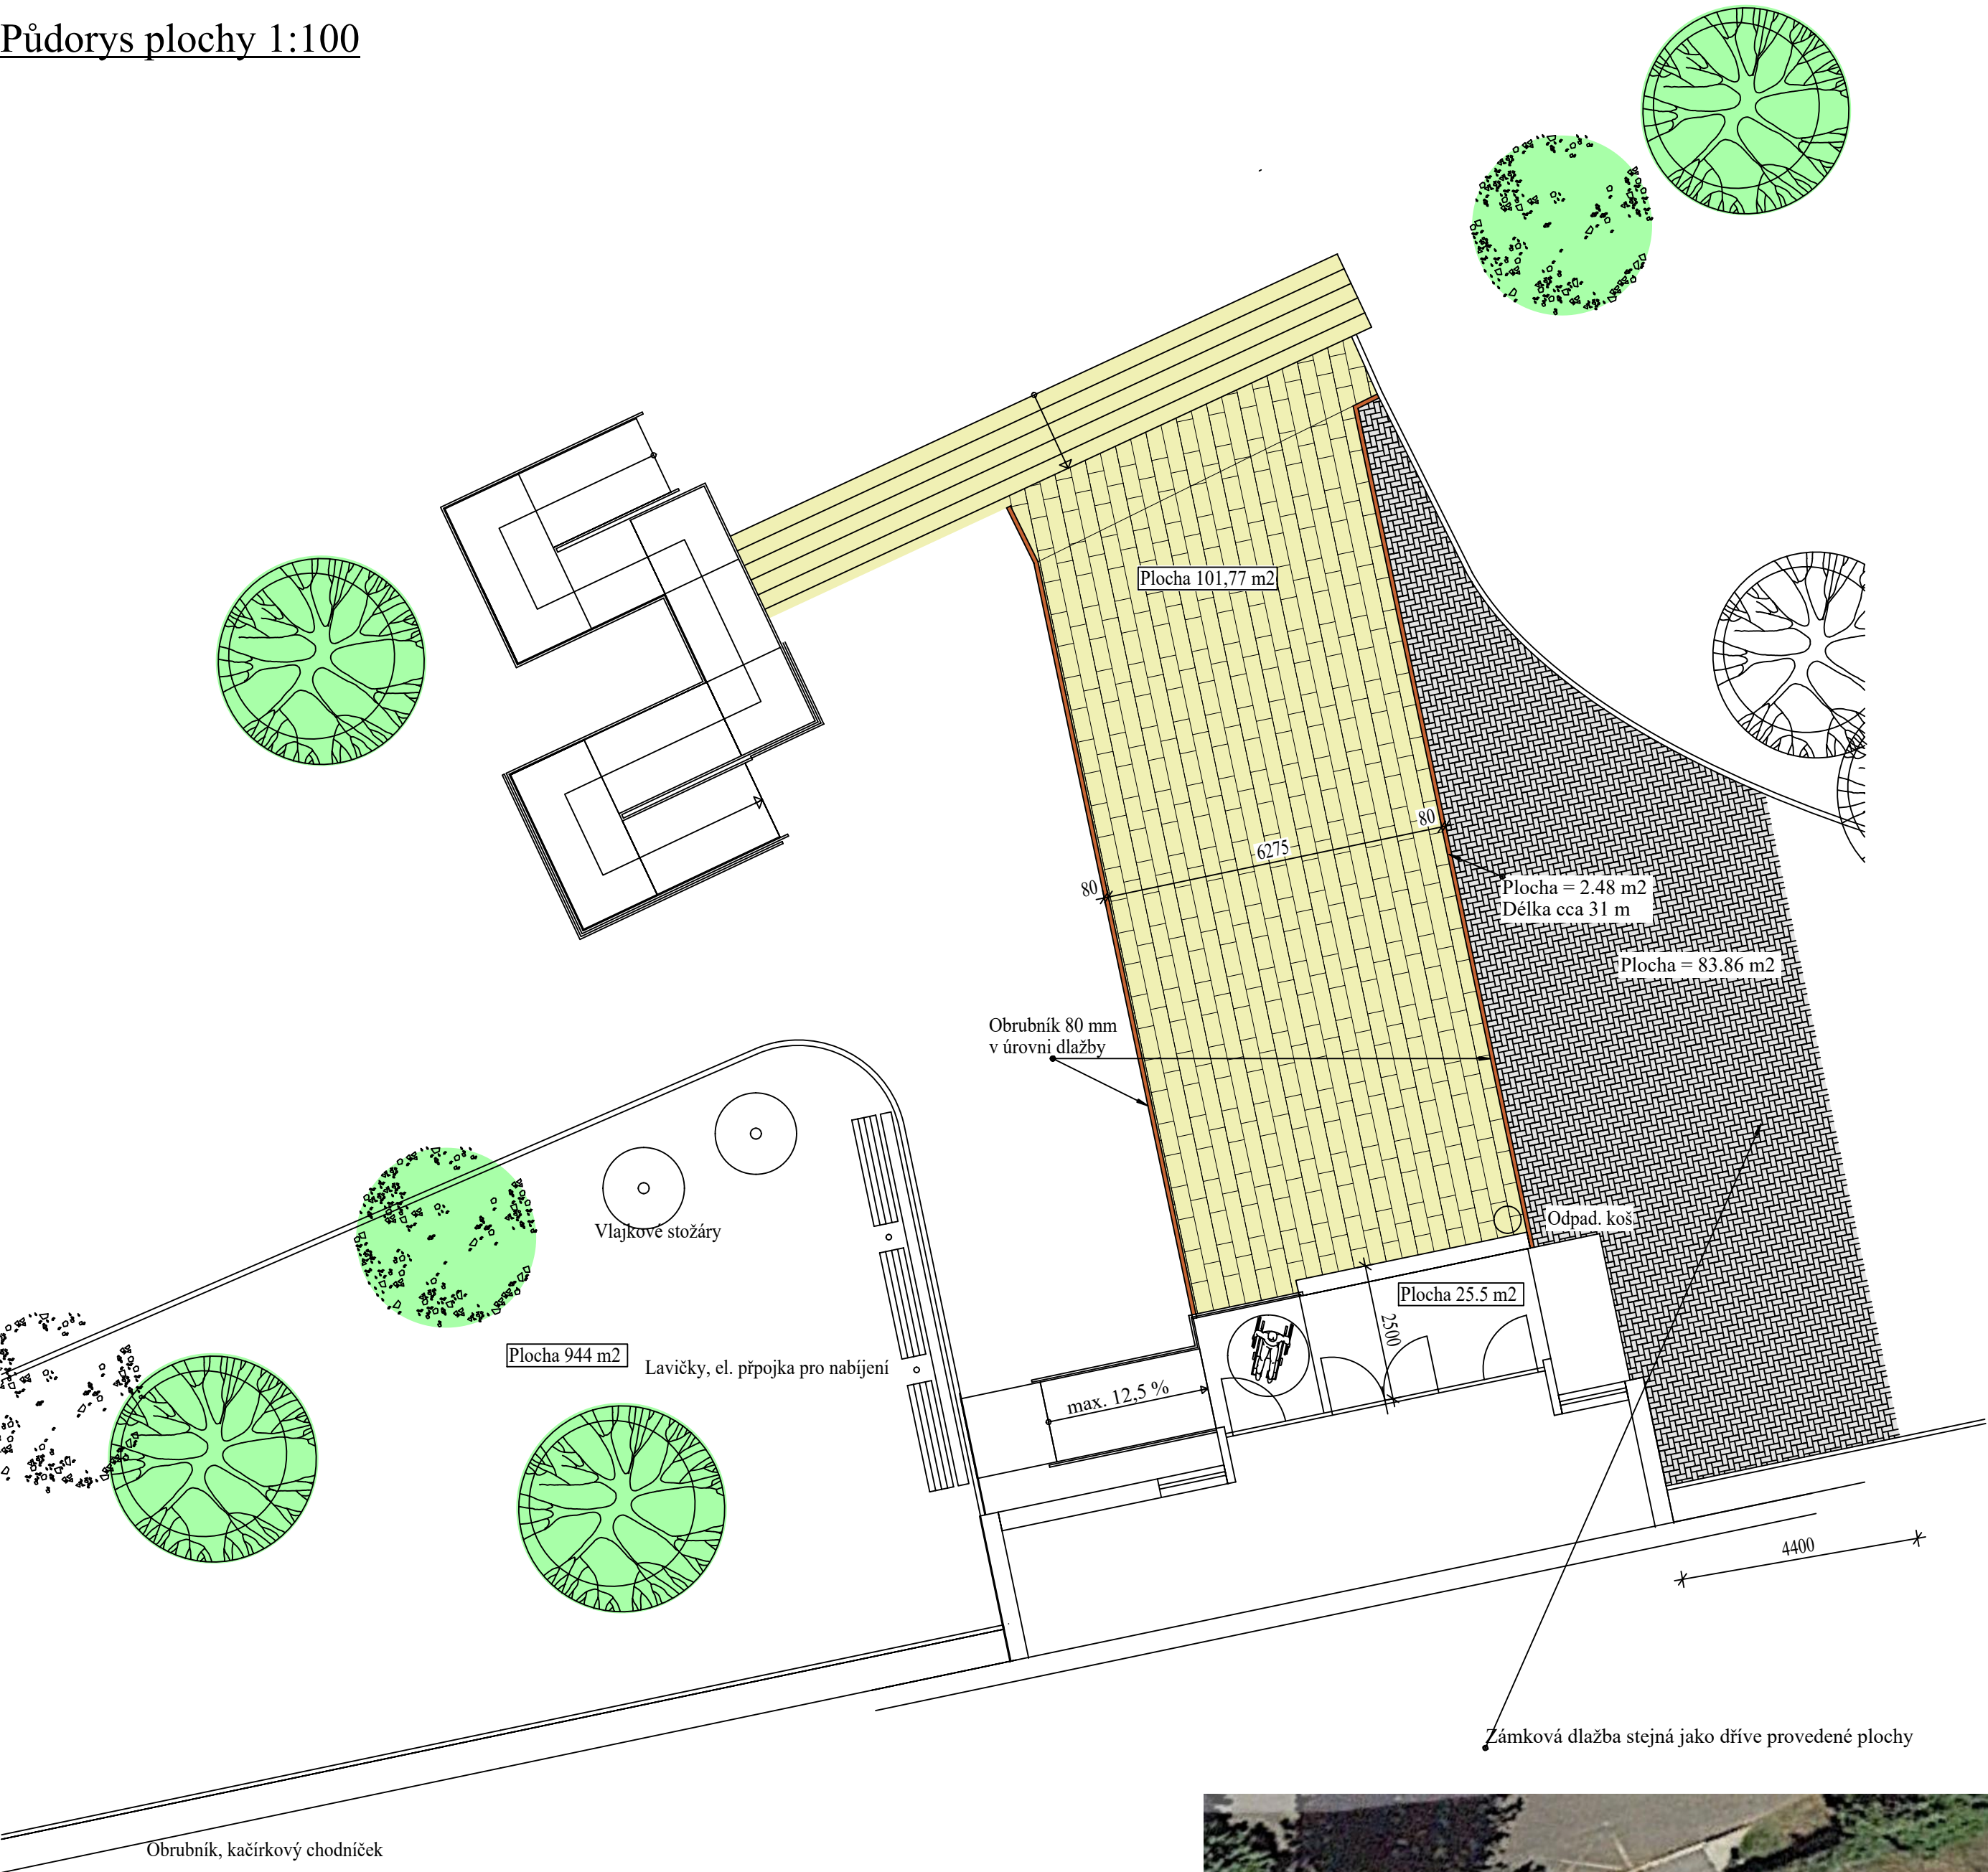 Půdorys plochy 1:100
Plocha 101,77 m2
80
6275
80
Plocha = 2.48 m2
Délka cca 31 m
Plocha = 83.86 m2
Obrubník 80 mm
v úrovni dlažby
Vlajkové stožáry
Odpad. koš
Plocha 25.5 m2
2500
Plocha 944 m2
Lavičky, el. přpojka pro nabíjení
max. 12,5 %
4400
Zámková dlažba stejná jako dříve provedené plochy
Obrubník, kačírkový chodníček